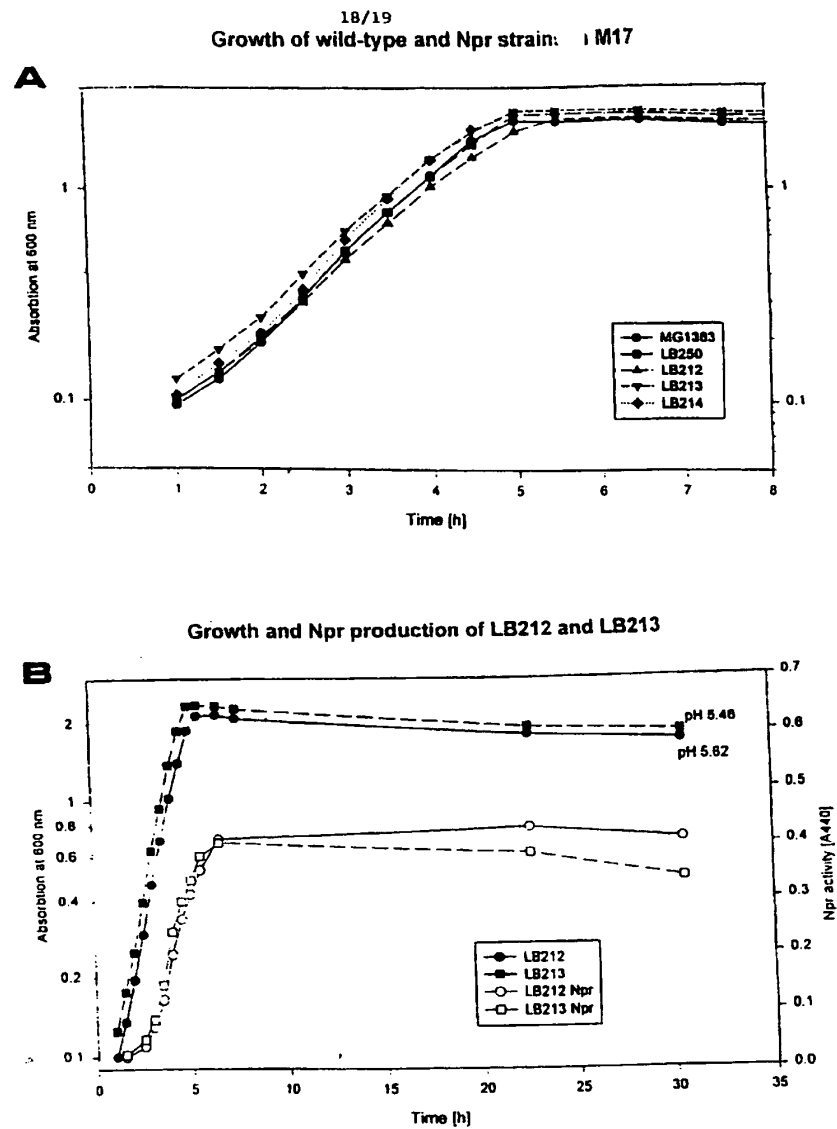 18/19
Growth of wild-type and Npr strain: M17
A
Absorbtion at 600 nm
1
0.1
1
0.1
MG1363
LB250
LB212
LB213
LB214
0 1 2 3 4 5 6 7 8
Time [h]
Growth and Npr production of LB212 and LB213
B
Absorbtion at 600 nm
2
1
0.8
0.6
0.4
0.2
0.1
pH 5.46
pH 5.62
0.7
0.6
0.5
0.4
0.3
0.2
0.1
0.0
Npr activity [A440]
LB212
LB213
LB212 Npr
LB213 Npr
0 5 10 15 20 25 30 35
Time [h]